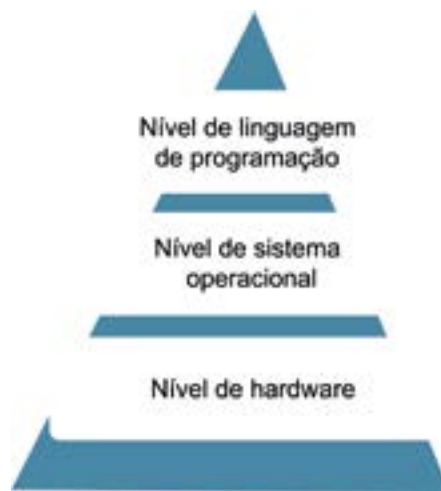 Nível de linguagem
de programação
Nível de sistema
operacional
Nível de hardware